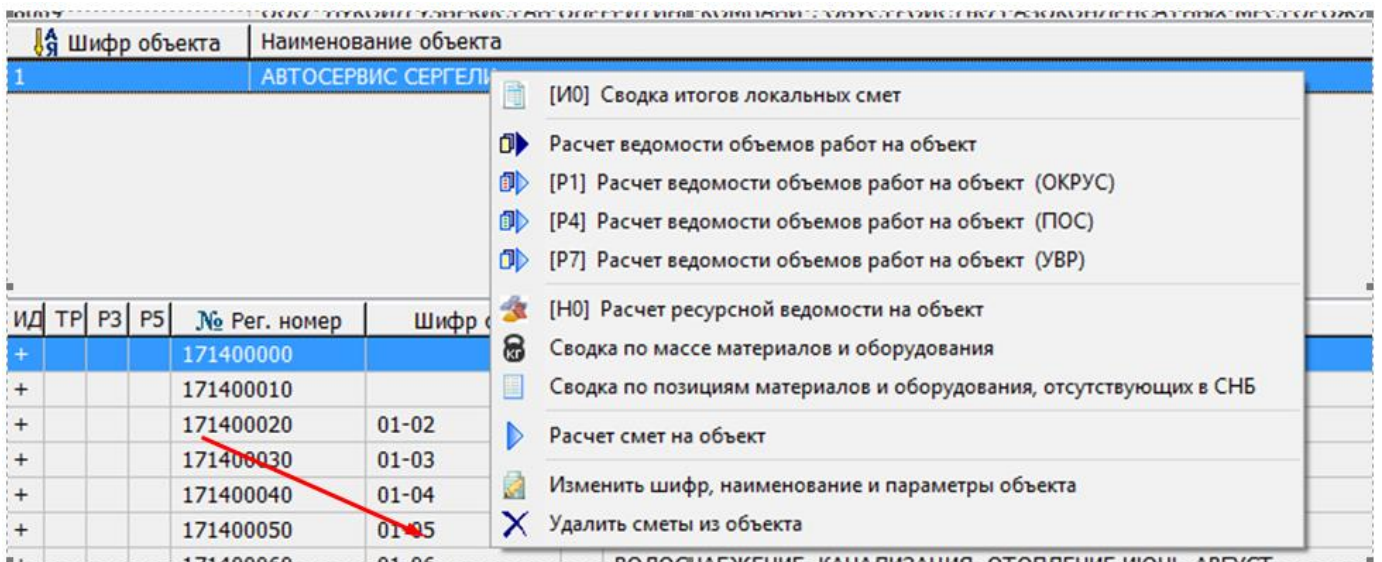 Шифр объекта Наименование объекта
1 АВТОСЕРВИС СЕРГЕЛИ
[И0] Сводка итогов локальных смет
Расчет ведомости объемов работ на объект
[Р1] Расчет ведомости объемов работ на объект (ОКРУС)
[Р4] Расчет ведомости объемов работ на объект (ПОС)
[Р7] Расчет ведомости объемов работ на объект (УВР)
[Н0] Расчет ресурсной ведомости на объект
Сводка по массе материалов и оборудования
Сводка по позициям материалов и оборудования, отсутствующих в СНБ
Расчет смет на объект
Изменить шифр, наименование и параметры объекта
Удалить сметы из объекта
ИД ТР Р3 Р5 № Рег. номер Шифр
+ 171400000
+ 171400010
+ 171400020 01-02
+ 171400030 01-03
+ 171400040 01-04
+ 171400050 01-05